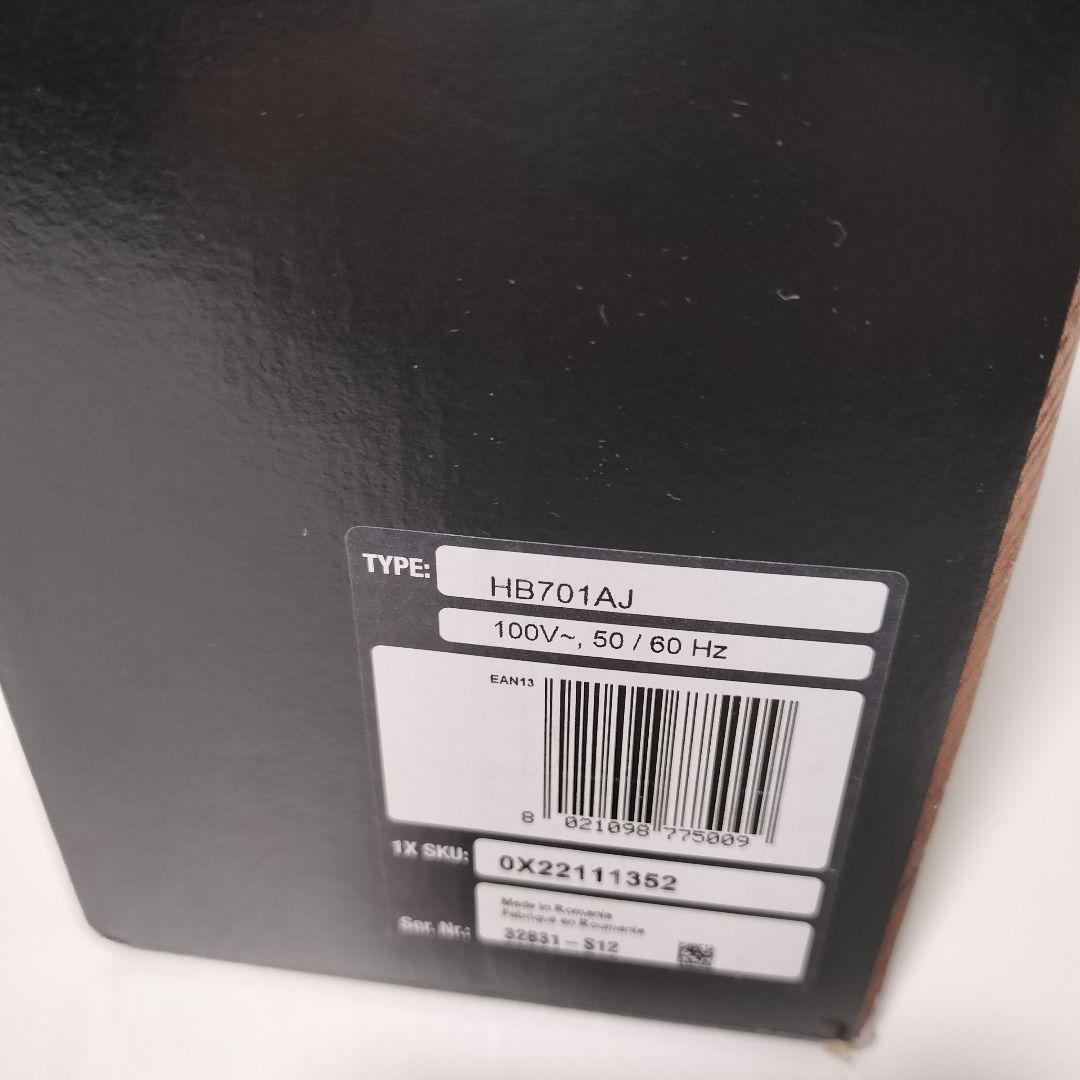 TYPE: HB701AJ
100V~, 50 / 60 Hz
EAN13
8 021098 775009
1X SKU: 0X22111352
Made in Romania
Fabriqué en Roumanie
Ser. Nr.: 32831 - S12